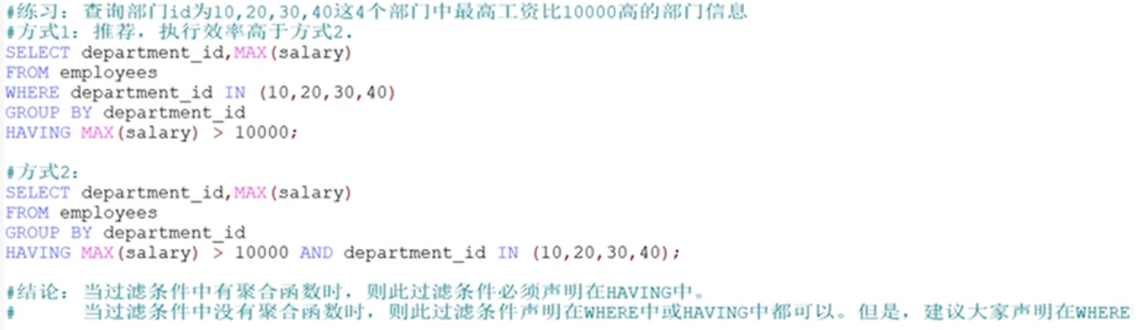 #练习：查询部门id为10,20,30,40这4个部门中最高工资比10000高的部门信息
#方式1：推荐，执行效率高于方式2.
SELECT department_id,MAX(salary)
FROM employees
WHERE department_id IN (10,20,30,40)
GROUP BY department_id
HAVING MAX(salary) > 10000;
#方式2：
SELECT department_id,MAX(salary)
FROM employees
GROUP BY department_id
HAVING MAX(salary) > 10000 AND department_id IN (10,20,30,40);
#结论：当过滤条件中有聚合函数时，则此过滤条件必须声明在HAVING中。
# 当过滤条件中没有聚合函数时，则此过滤条件声明在WHERE中或HAVING中都可以。但是，建议大家声明在WHERE